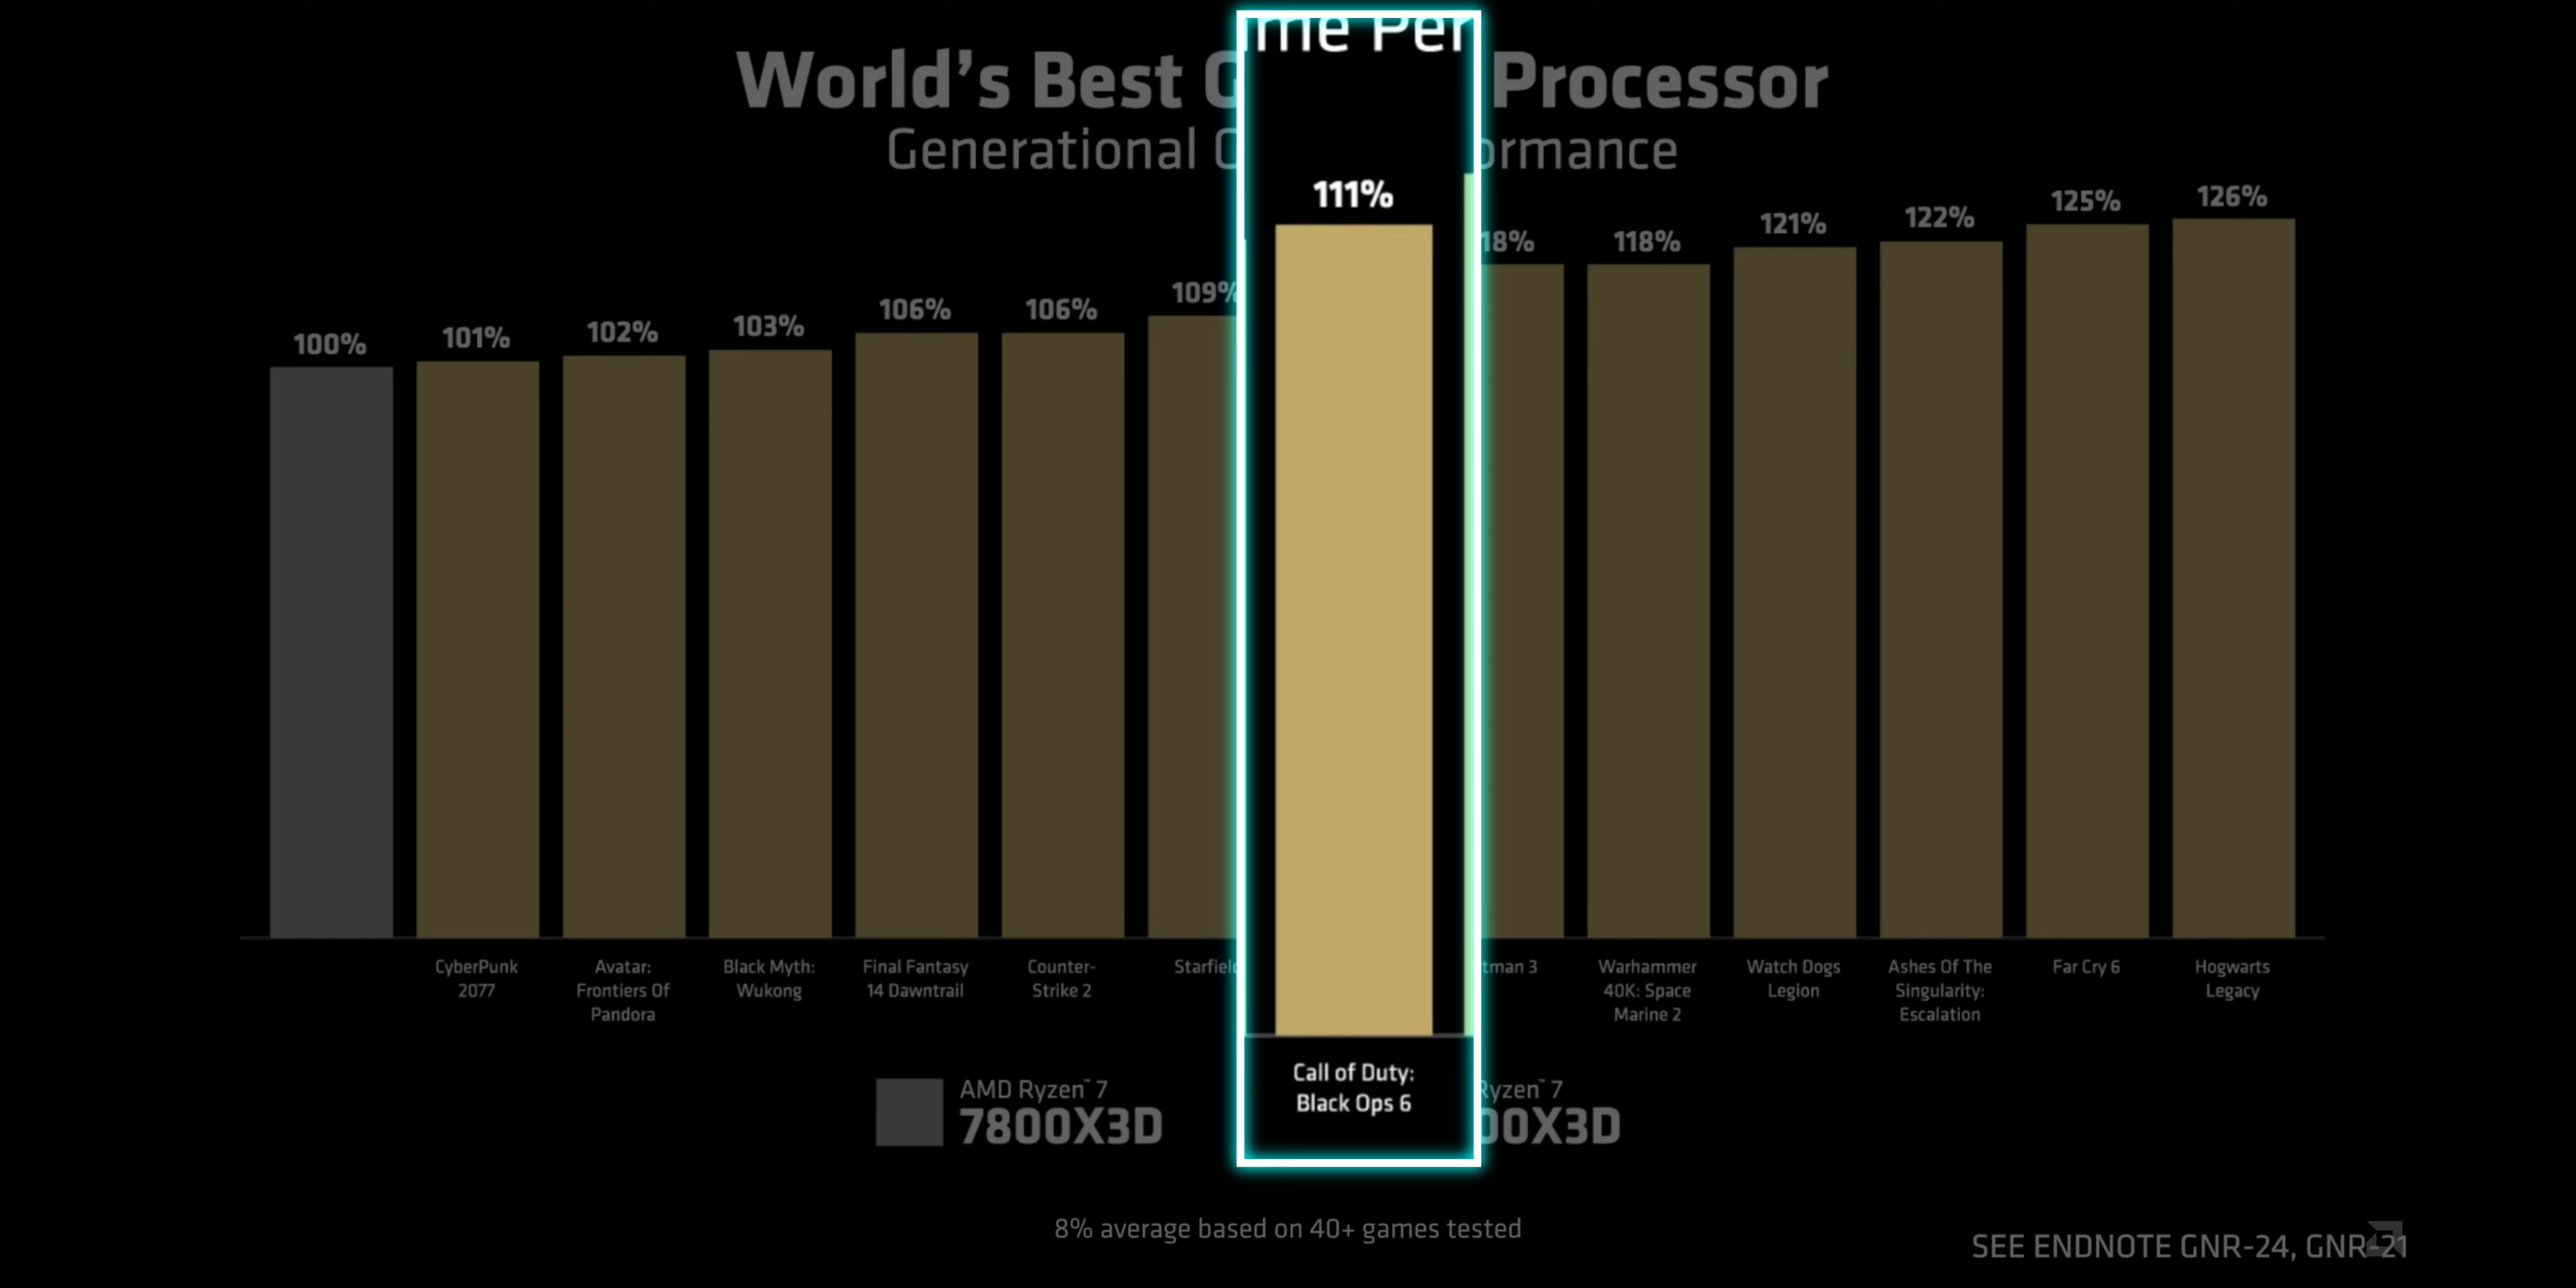 World's Best G Processor
me Per
Generational G ormance
100%
101%
102%
103%
106%
106%
109%
111%
18%
118%
121%
122%
125%
126%
CyberPunk
2077
Avatar:
Frontiers Of
Pandora
Black Myth:
Wukong
Final Fantasy
14 Dawntrail
Counter-
Strike 2
Starfield
Call of Duty:
Black Ops 6
tman 3
Warhammer
40K: Space
Marine 2
Watch Dogs
Legion
Ashes Of The
Singularity:
Escalation
Far Cry 6
Hogwarts
Legacy
AMD Ryzen™ 7
7800X3D
Ryzen™ 7
00X3D
8% average based on 40+ games tested
SEE ENDNOTE GNR-24, GNR-21